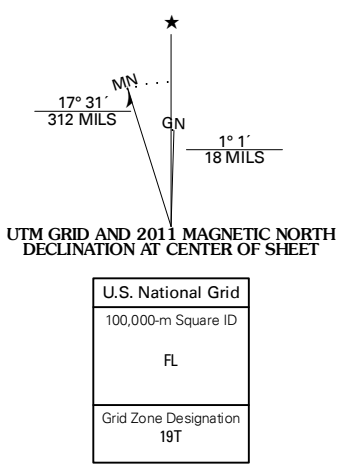 ★
MN
17° 31´
312 MILS
GN
1° 1´
18 MILS
UTM GRID AND 2011 MAGNETIC NORTH
DECLINATION AT CENTER OF SHEET
U.S. National Grid
100,000-m Square ID
FL
Grid Zone Designation
19T